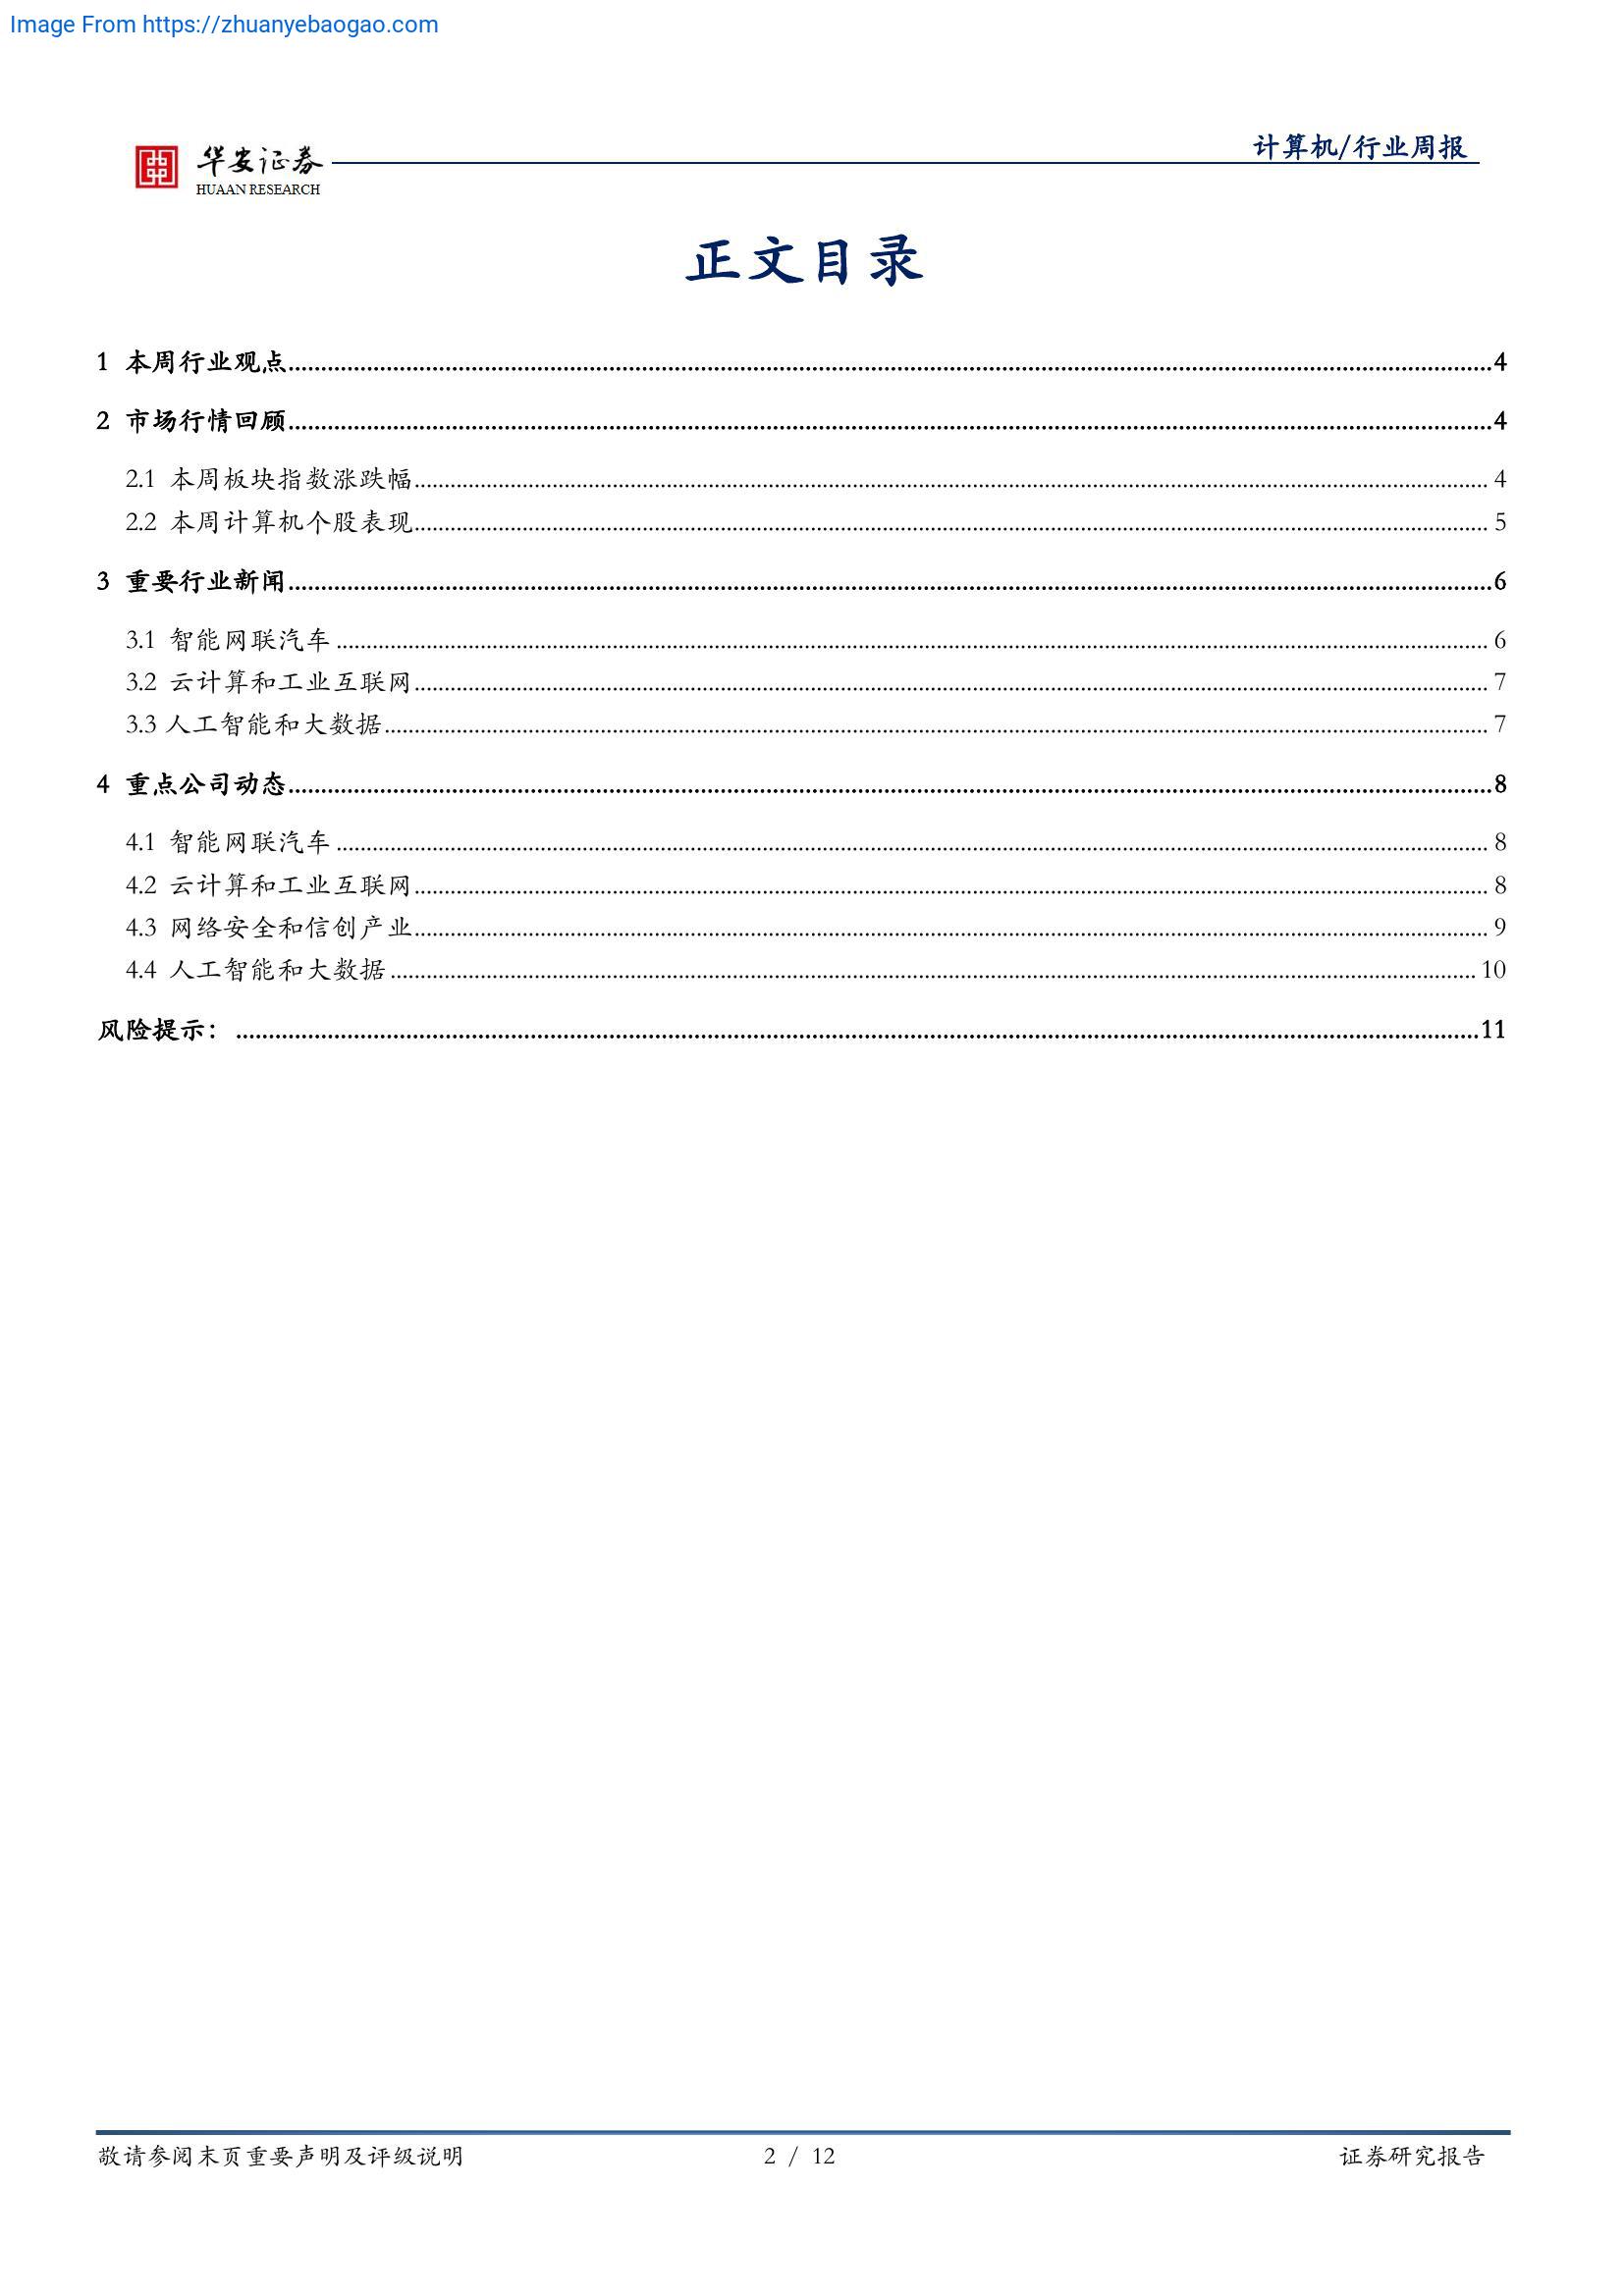 Image From https://zhuanyebaogao.com
华安证券
HUAAN RESEARCH
计算机/行业周报
正文目录
1 本周行业观点 4
2 市场行情回顾 4
2.1 本周板块指数涨跌幅 4
2.2 本周计算机个股表现 5
3 重要行业新闻 6
3.1 智能网联汽车 6
3.2 云计算和工业互联网 7
3.3 人工智能和大数据 7
4 重点公司动态 8
4.1 智能网联汽车 8
4.2 云计算和工业互联网 8
4.3 网络安全和信创产业 9
4.4 人工智能和大数据 10
风险提示： 11
敬请参阅末页重要声明及评级说明 2 / 12 证券研究报告